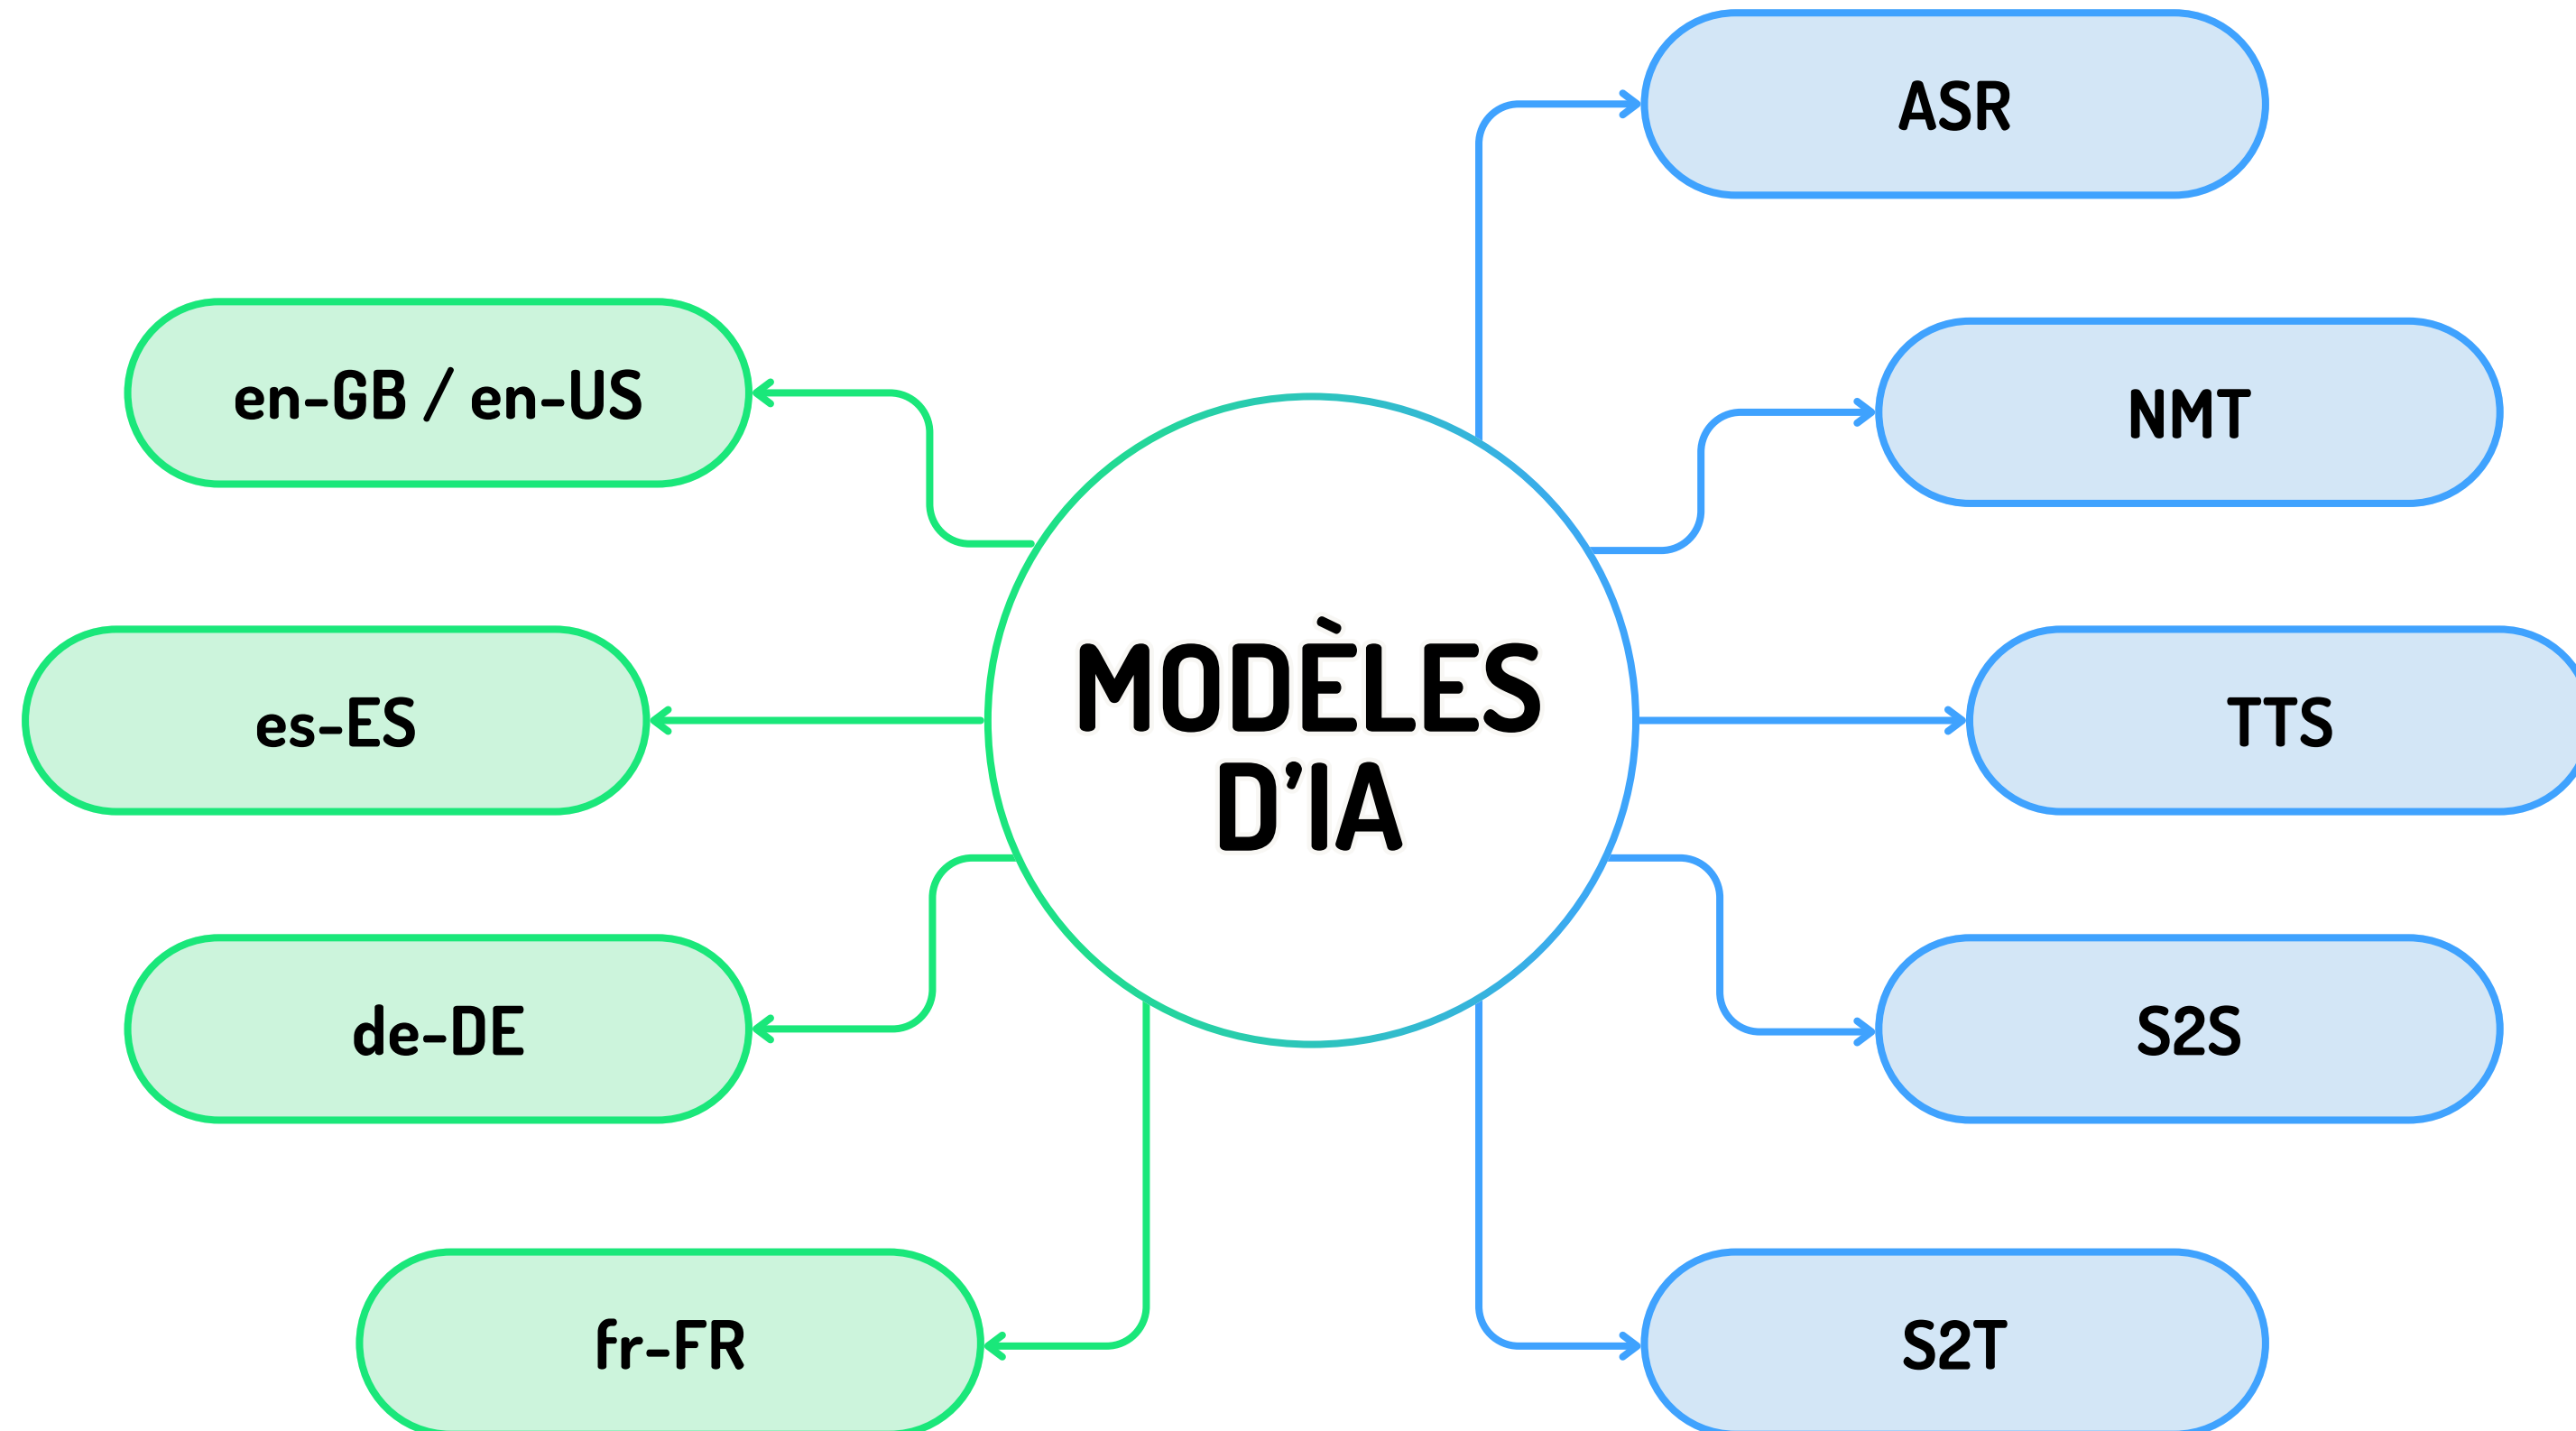 ASR
en-GB / en-US
NMT
es-ES
MODÈLES
D’IA
TTS
de-DE
S2S
fr-FR
S2T